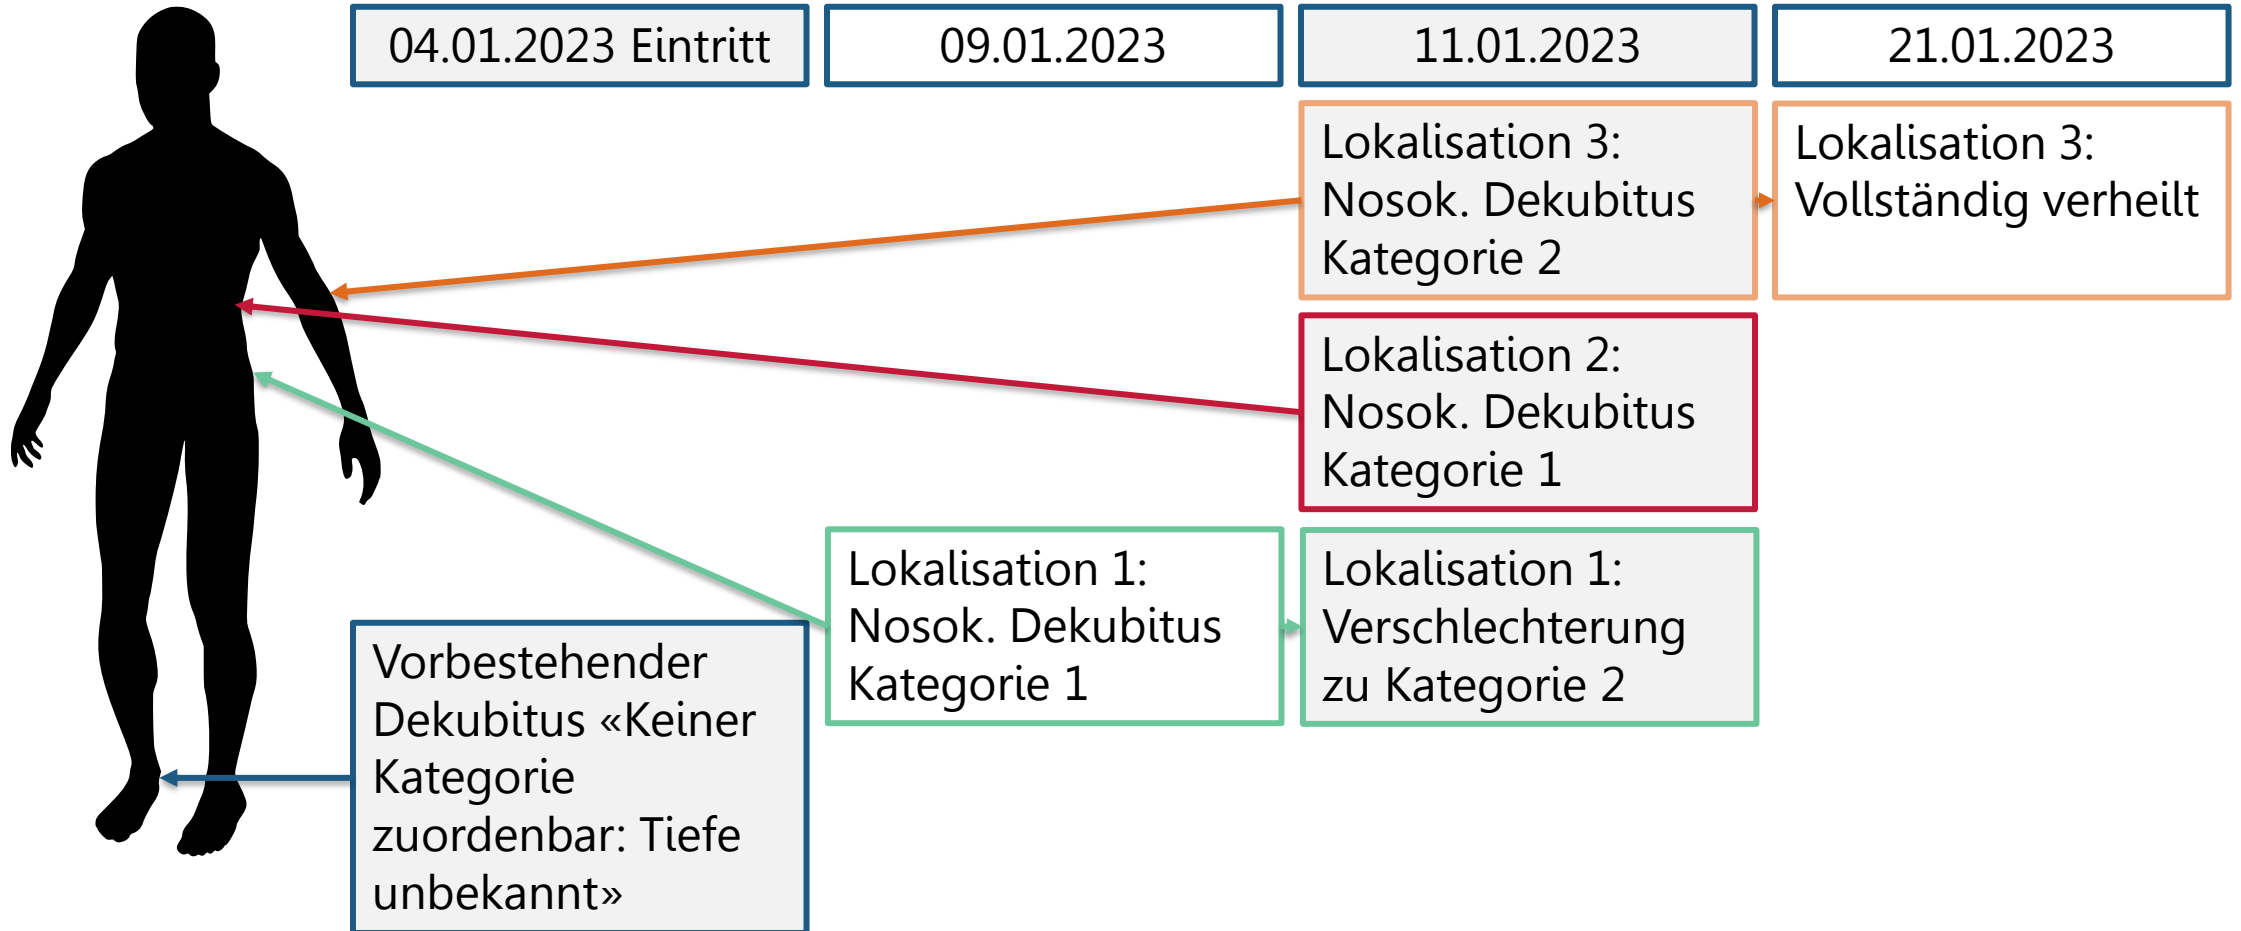 04.01.2023 Eintritt
09.01.2023
11.01.2023
21.01.2023
Lokalisation 3:
Nosok. Dekubitus
Kategorie 2
Lokalisation 3:
Vollständig verheilt
Lokalisation 2:
Nosok. Dekubitus
Kategorie 1
Lokalisation 1:
Nosok. Dekubitus
Kategorie 1
Lokalisation 1:
Verschlechterung
zu Kategorie 2
Vorbestehender
Dekubitus «Keiner
Kategorie
zuordenbar: Tiefe
unbekannt»